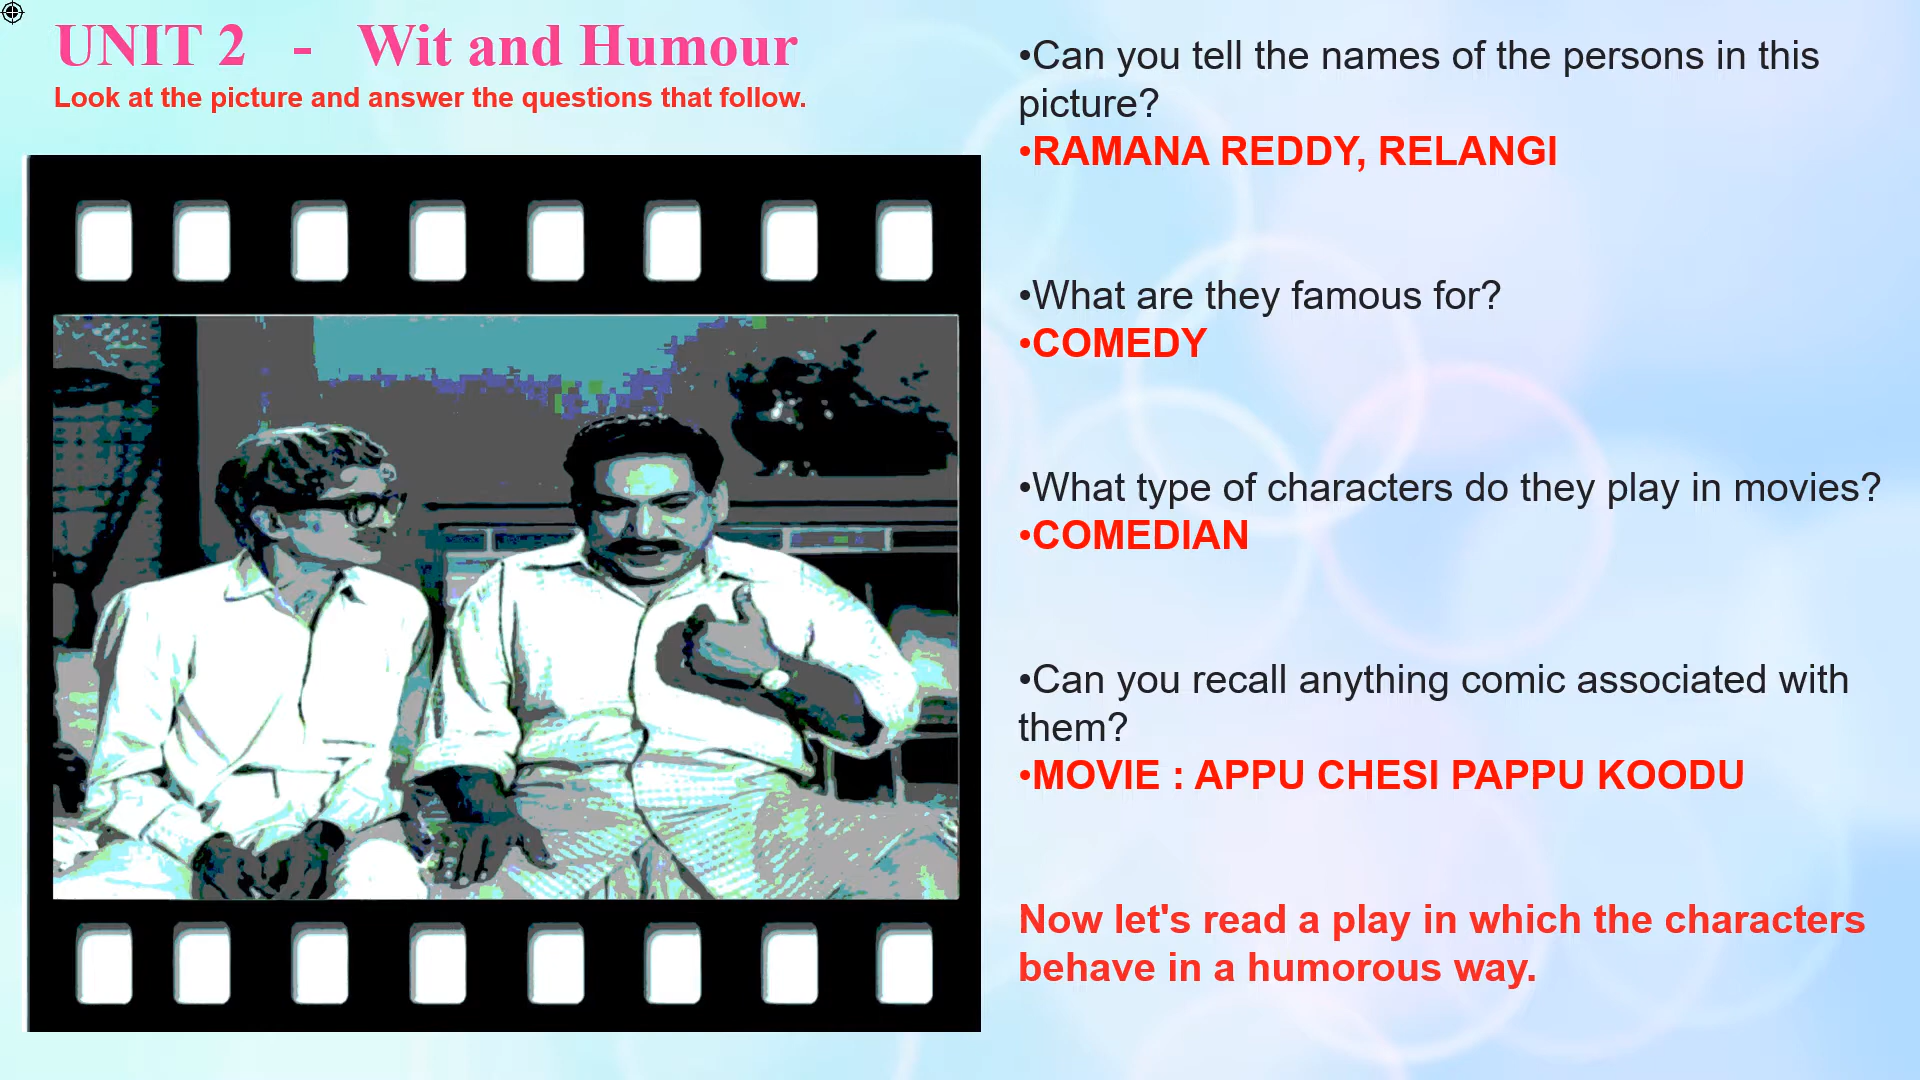 UNIT 2 - Wit and Humour
Look at the picture and answer the questions that follow.
•Can you tell the names of the persons in this
picture?
•RAMANA REDDY, RELANGI
•What are they famous for?
•COMEDY
•What type of characters do they play in movies?
•COMEDIAN
•Can you recall anything comic associated with
them?
•MOVIE : APPU CHESI PAPPU KOODU
Now let's read a play in which the characters
behave in a humorous way.